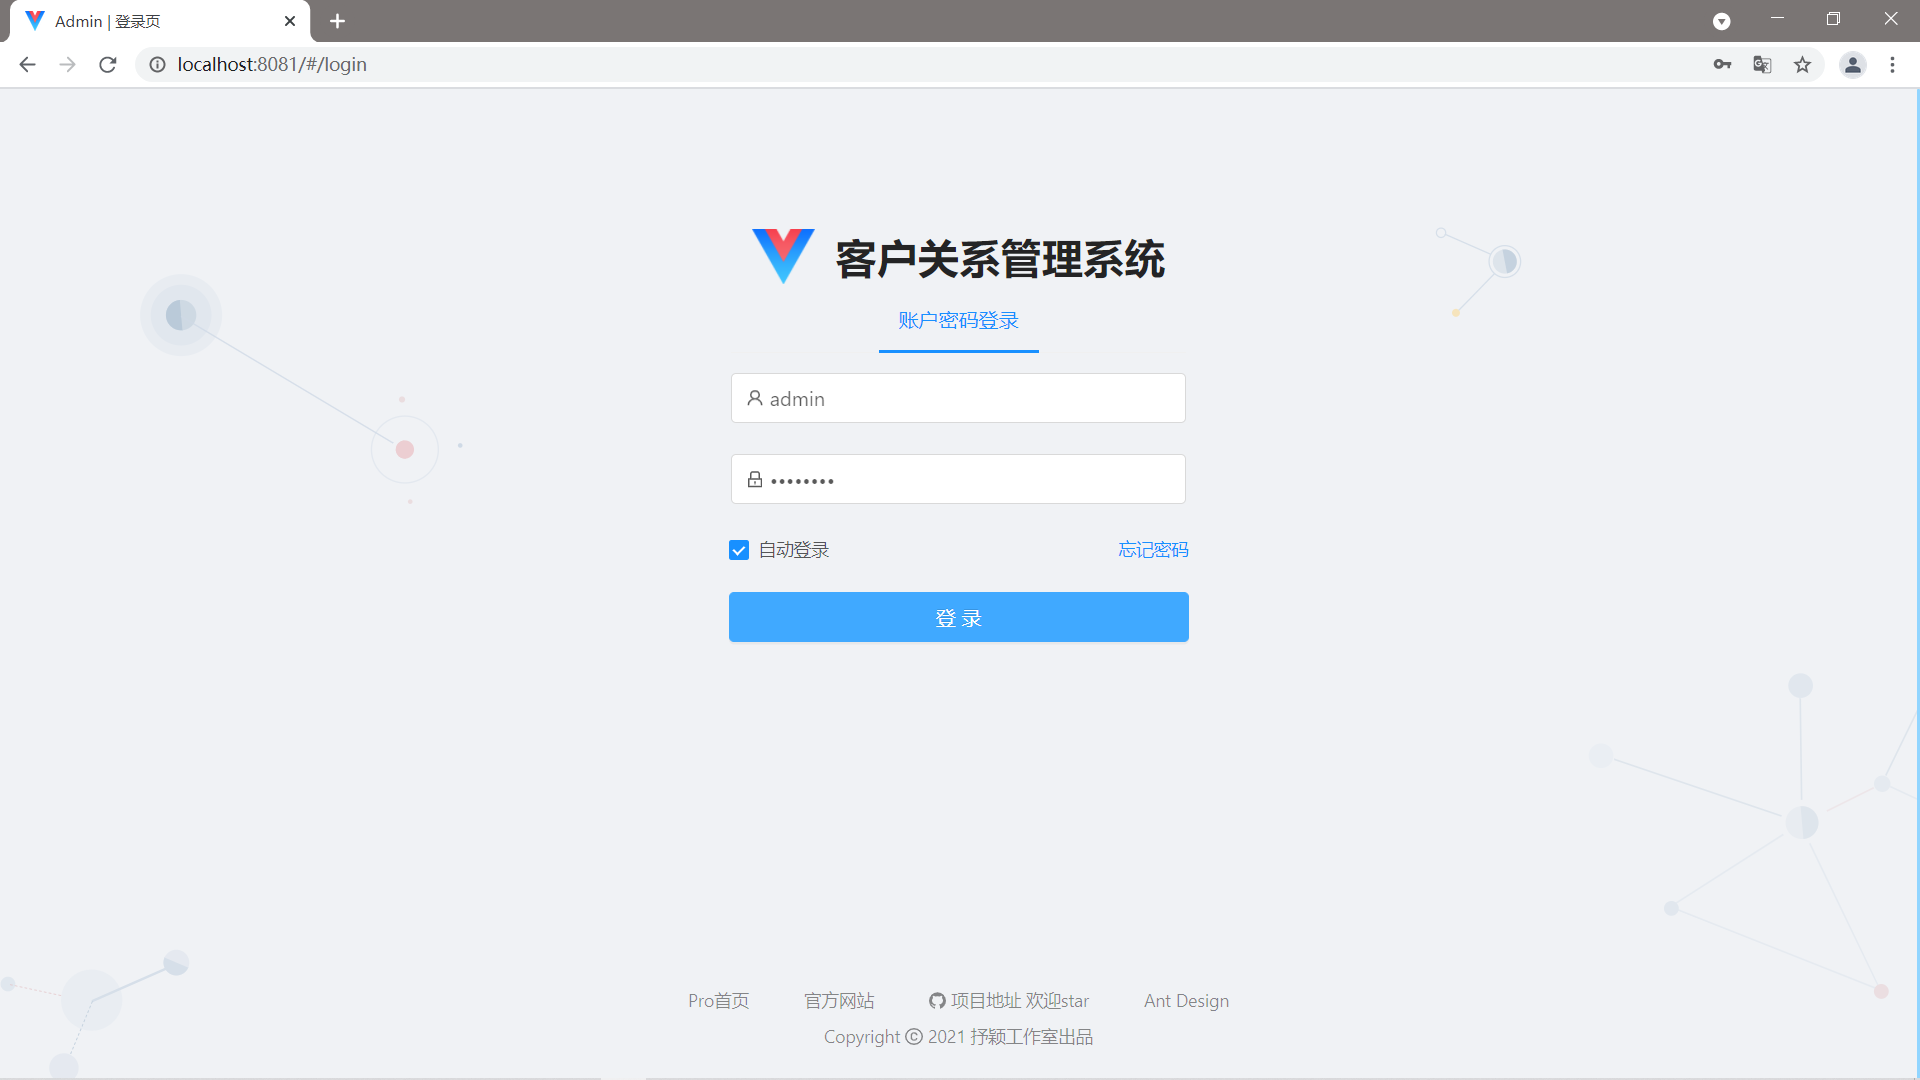 Admin | 登录页
localhost:8081/#/login
客户关系管理系统
账户密码登录
admin
••••••••
自动登录
忘记密码
登 录
Pro首页 官方网站 项目地址 欢迎star Ant Design
Copyright © 2021 抒颖工作室出品